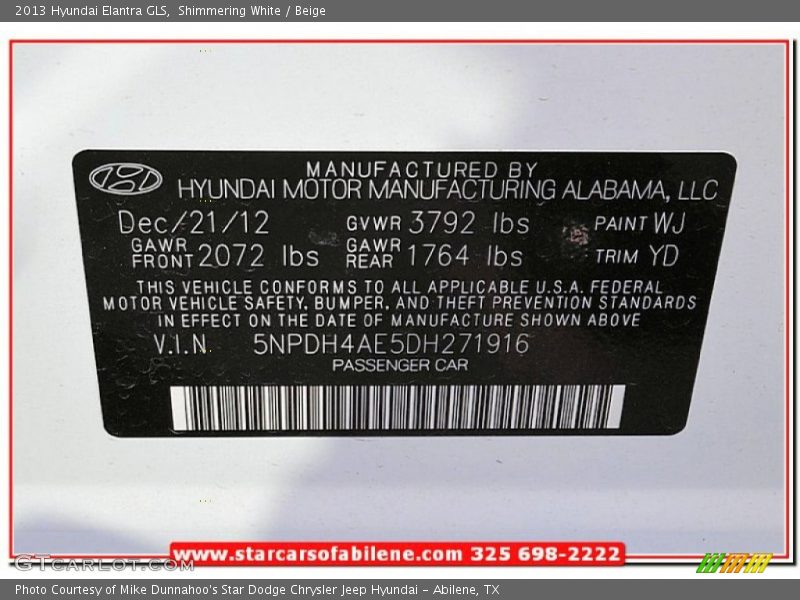 2013 Hyundai Elantra GLS,  Shimmering White / Beige
MANUFACTURED BY
HYUNDAI MOTOR MANUFACTURING ALABAMA, LLC
Dec/21/12 GVWR 3792 lbs PAINT WJ
GAWR FRONT 2072 lbs GAWR REAR 1764 lbs TRIM YD
THIS VEHICLE CONFORMS TO ALL APPLICABLE U.S.A. FEDERAL
MOTOR VEHICLE SAFETY, BUMPER, AND THEFT PREVENTION STANDARDS
IN EFFECT ON THE DATE OF MANUFACTURE SHOWN ABOVE
V.I.N 5NPDH4AE5DH271916
PASSENGER CAR
www.starcarsofabilene.com 325 698-2222
GTCARLOT.COM
Photo Courtesy of Mike Dunnahoo's Star Dodge Chrysler Jeep Hyundai - Abilene, TX